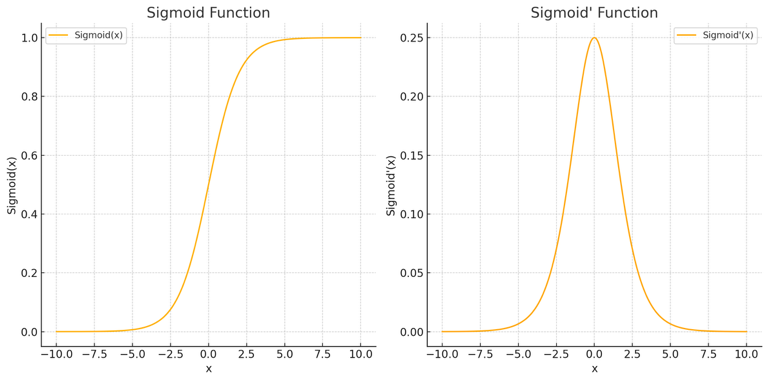 Sigmoid Function
Sigmoid(x)
1.0
0.8
0.6
0.4
0.2
0.0
Sigmoid(x)
−10.0 −7.5 −5.0 −2.5 0.0 2.5 5.0 7.5 10.0
x
Sigmoid' Function
Sigmoid'(x)
0.25
0.20
0.15
0.10
0.05
0.00
Sigmoid'(x)
−10.0 −7.5 −5.0 −2.5 0.0 2.5 5.0 7.5 10.0
x